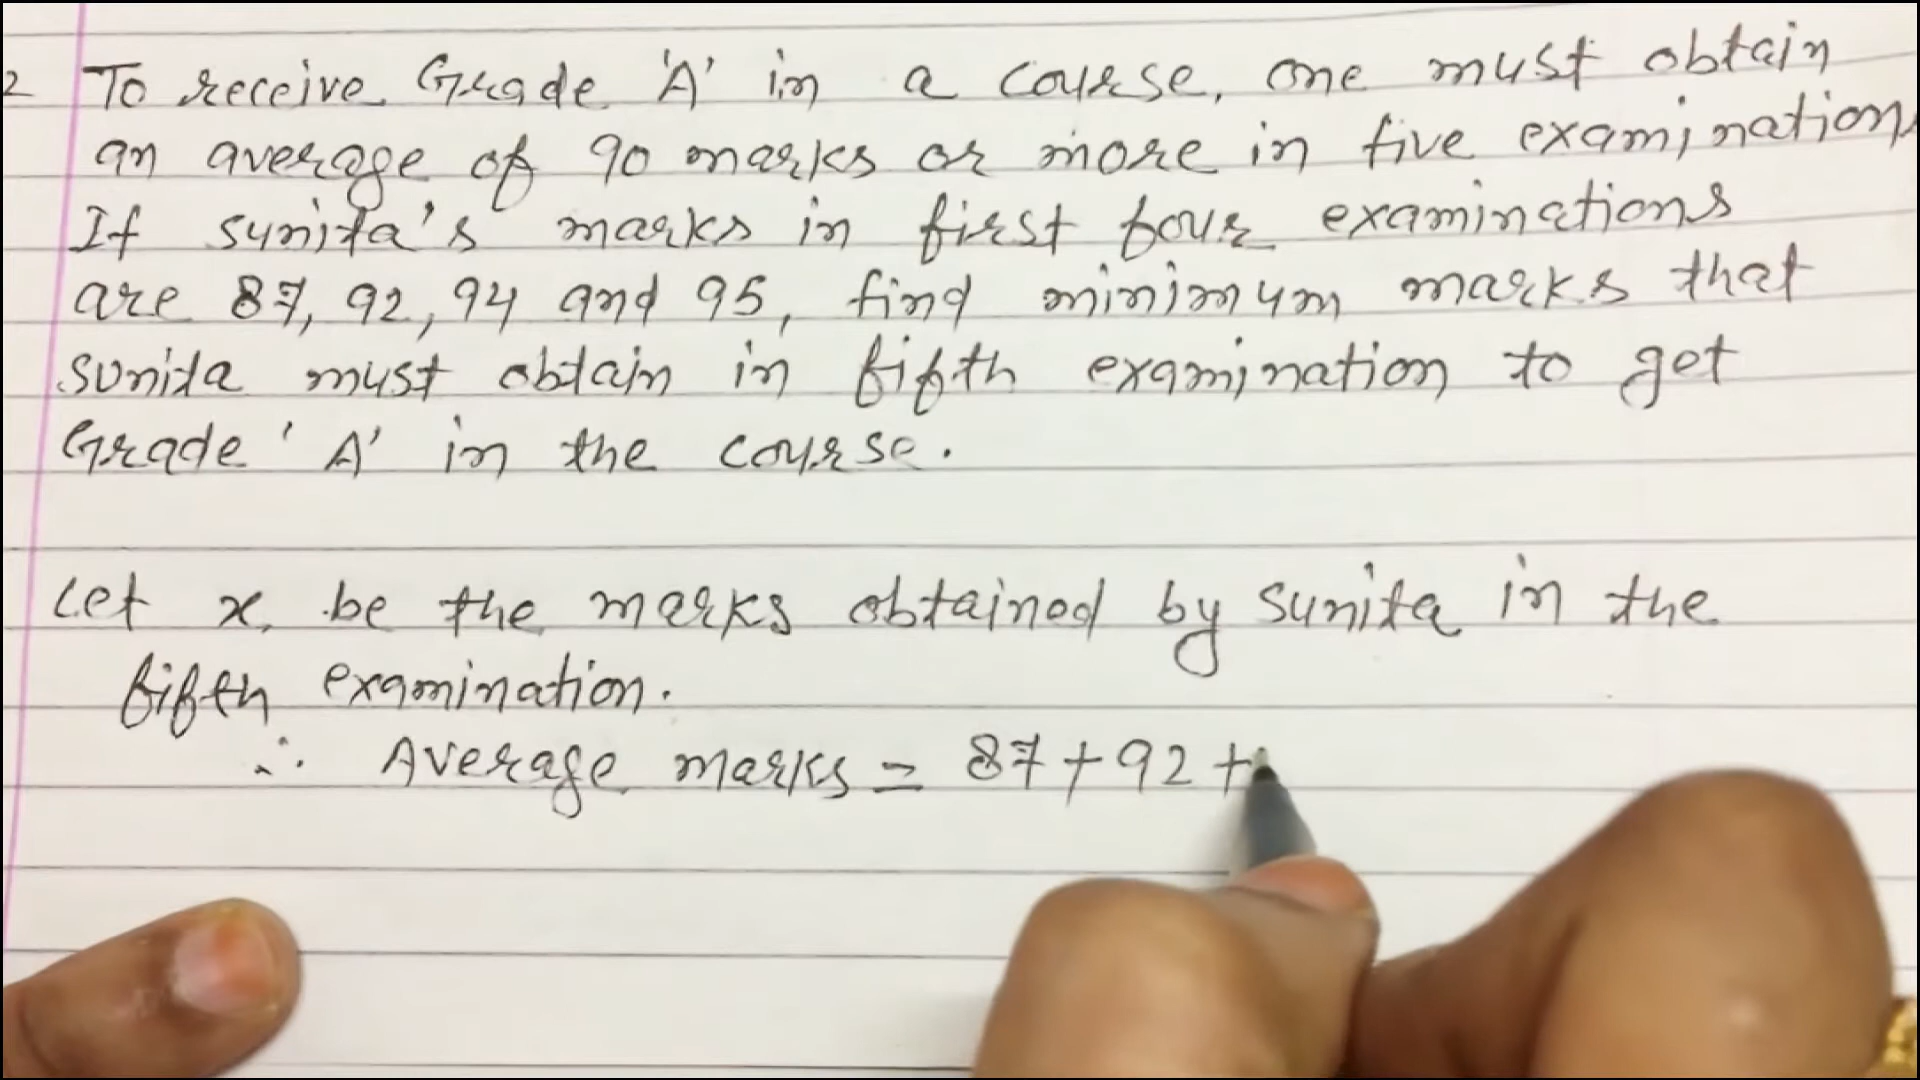 2 To receive Grade 'A' in a course, one must obtain
an average of 90 marks or more in five examinations
If sunita's marks in first four examinations
are 87, 92, 94 and 95, find minimum marks that
sunita must obtain in fifth examination to get
Grade 'A' in the course.
Let x be the marks obtained by Sunita in the
fifth examination.
∴ Average marks = 87 + 92 +